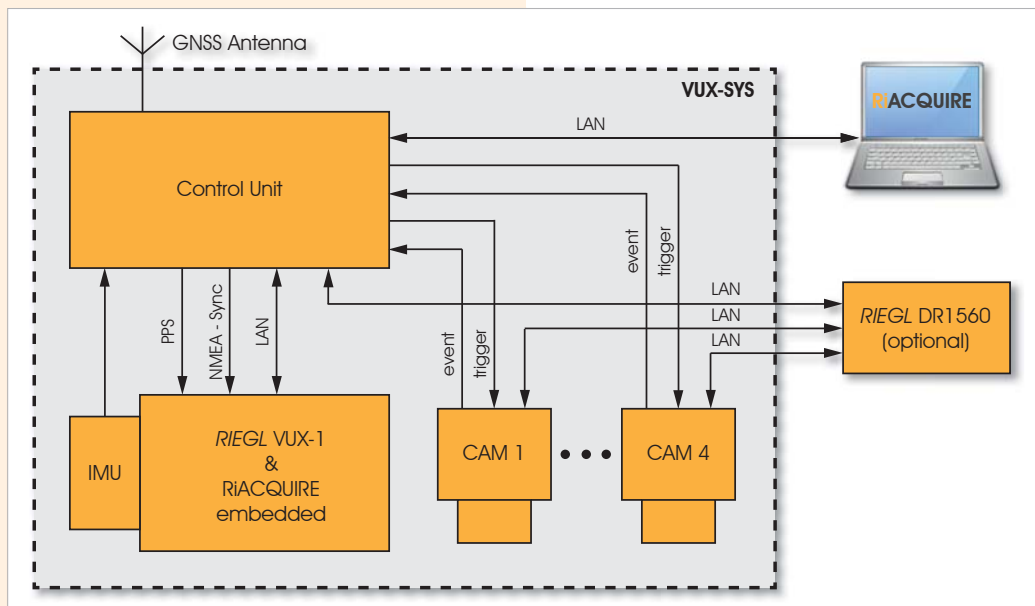 GNSS Antenna
VUX-SYS
RiACQUIRE
LAN
Control Unit
event
trigger
event
trigger
PPS
NMEA - Sync
LAN
LAN
LAN
LAN
RIEGL DR1560
(optional)
IMU
RIEGL VUX-1
&
RiACQUIRE
embedded
CAM 1
CAM 4